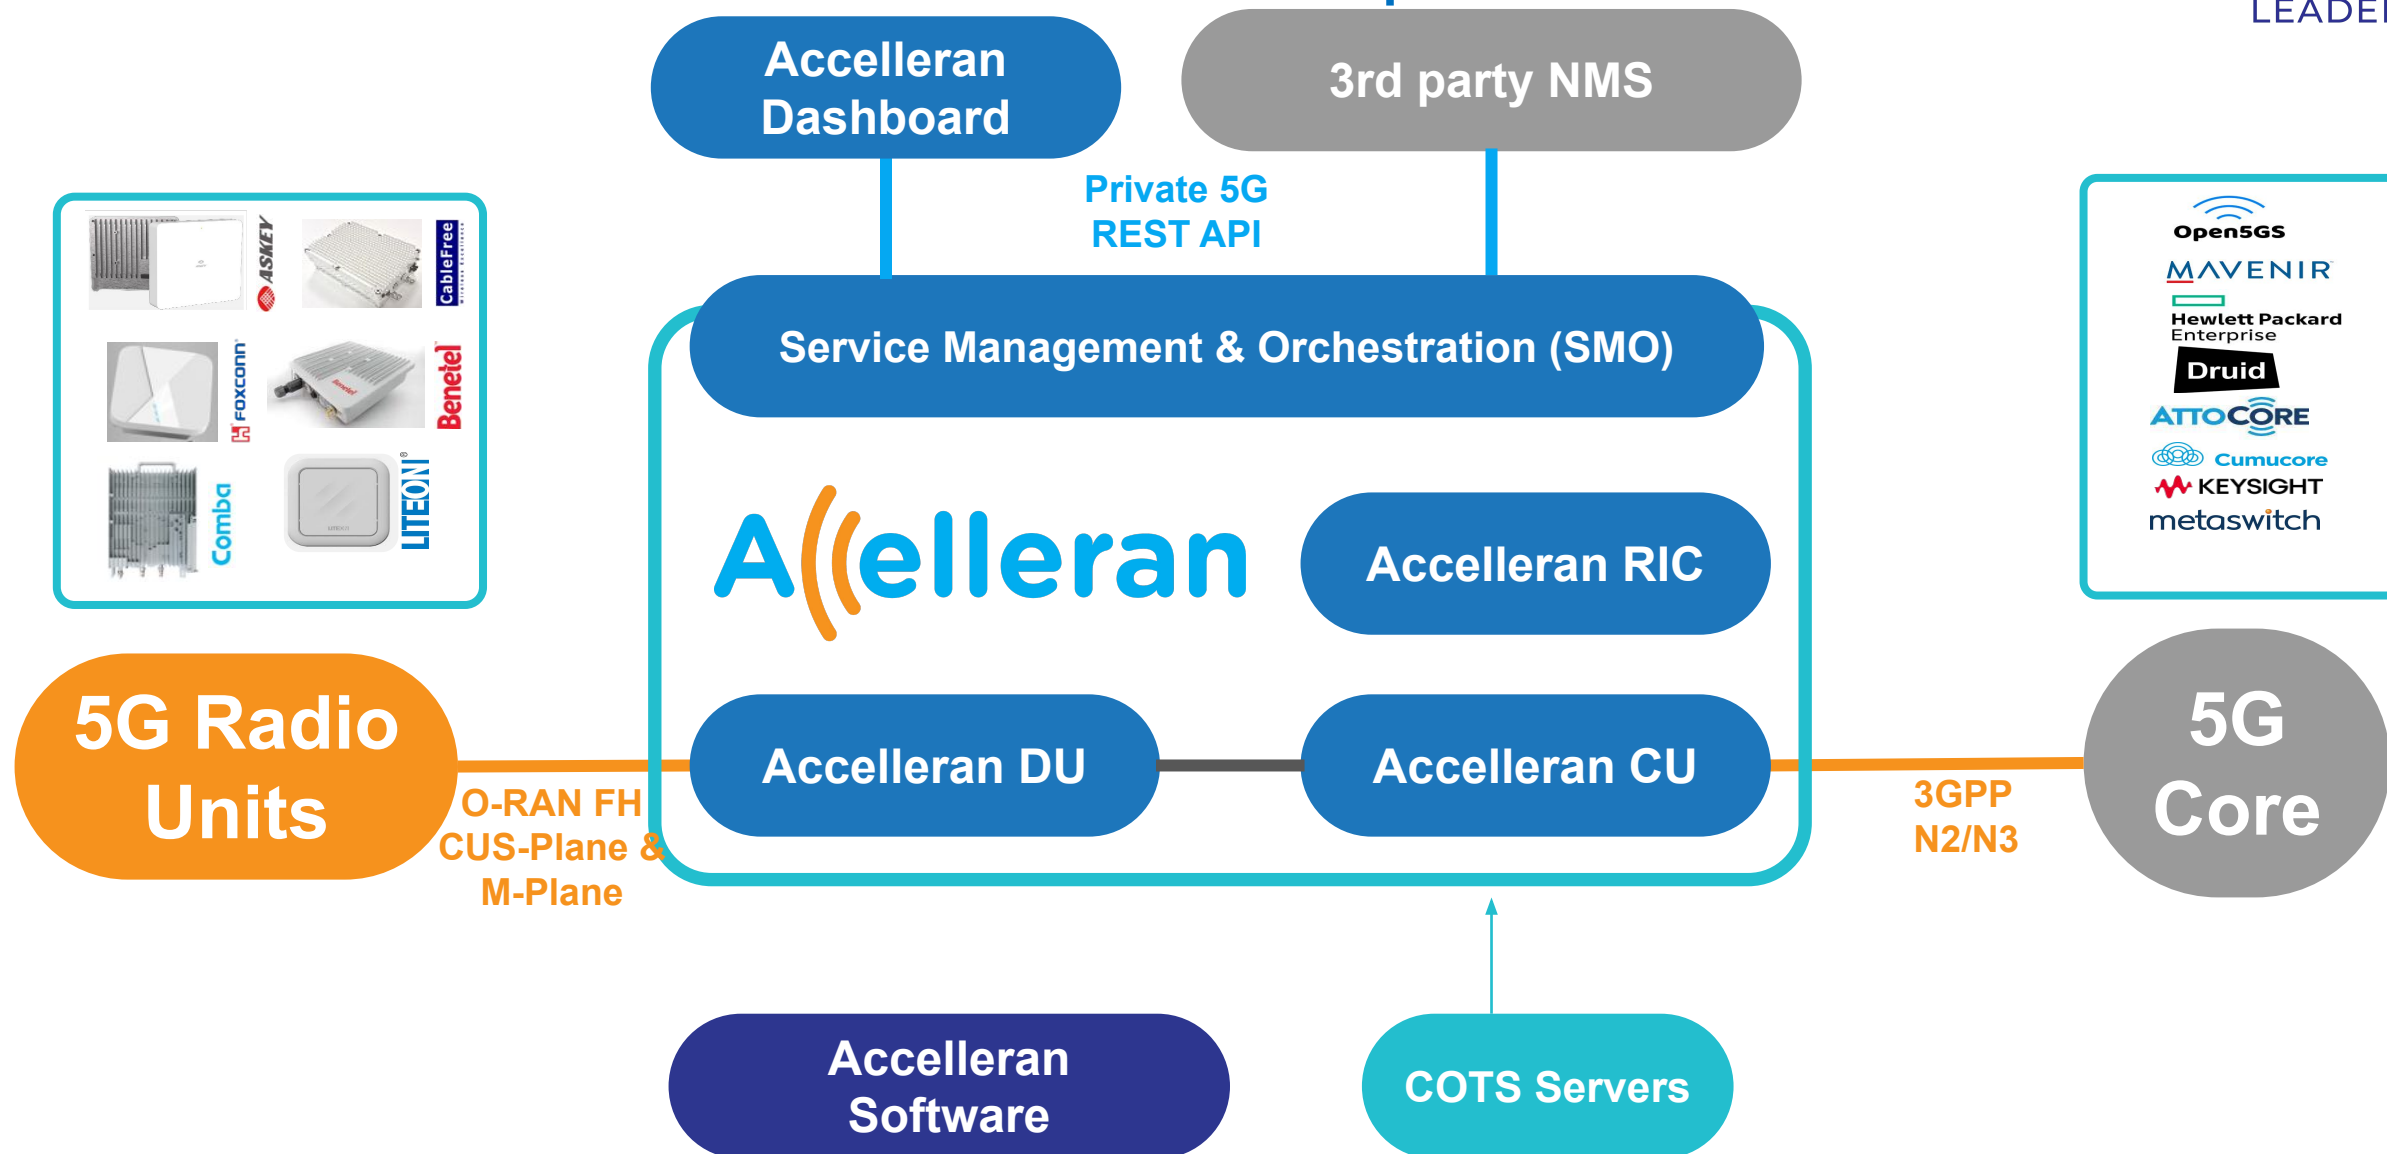 Accelleran
Dashboard
3rd party NMS
Private 5G
REST API
ASKEY
CableFree
FOXCONN
Benetel
Comba
LITEON
Service Management & Orchestration (SMO)
Accelleran
Accelleran RIC
Accelleran DU
Accelleran CU
5G Radio
Units
O-RAN FH
CUS-Plane &
M-Plane
3GPP
N2/N3
5G
Core
Open5GS
MAVENIR
Hewlett Packard
Enterprise
Druid
ATTOCORE
Cumucore
KEYSIGHT
metaswitch
Accelleran
Software
COTS Servers